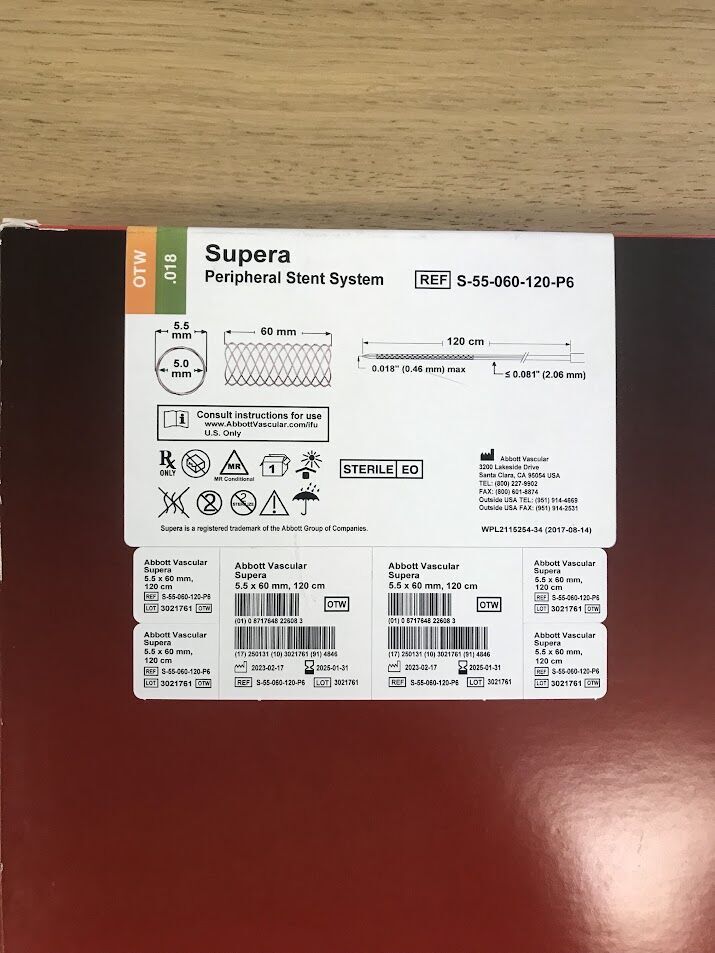 OTW
.018
Supera
Peripheral Stent System
REF S-55-060-120-P6
5.5 mm
5.0 mm
60 mm
120 cm
0.018" (0.46 mm) max
≤ 0.081" (2.06 mm)
Consult instructions for use
www.AbbottVascular.com/ifu
U.S. Only
Rx ONLY
MR
MR Conditional
1
STERILE EO
2
STERILIZE
Abbott Vascular
3200 Lakeside Drive
Santa Clara, CA 95054 USA
TEL: (800) 227-9902
FAX: (800) 601-8874
Outside USA TEL: (951) 914-4669
Outside USA FAX: (951) 914-2531
Supera is a registered trademark of the Abbott Group of Companies.
WPL2115254-34 (2017-08-14)
Abbott Vascular
Supera
5.5 x 60 mm,
120 cm
REF S-55-060-120-P6
LOT 3021761 OTW
Abbott Vascular
Supera
5.5 x 60 mm,
120 cm
REF S-55-060-120-P6
LOT 3021761 OTW
Abbott Vascular
Supera
5.5 x 60 mm, 120 cm
OTW
(01) 0 8717648 22608 3
(17) 250131 (10) 3021761 (91) 4846
2023-02-17 2025-01-31
REF S-55-060-120-P6 LOT 3021761
Abbott Vascular
Supera
5.5 x 60 mm, 120 cm
OTW
(01) 0 8717648 22608 3
(17) 250131 (10) 3021761 (91) 4846
2023-02-17 2025-01-31
REF S-55-060-120-P6 LOT 3021761
Abbott Vascular
Supera
5.5 x 60 mm,
120 cm
REF S-55-060-120-P6
LOT 3021761 OTW
Abbott Vascular
Supera
5.5 x 60 mm,
120 cm
REF S-55-060-120-P6
LOT 3021761 OTW